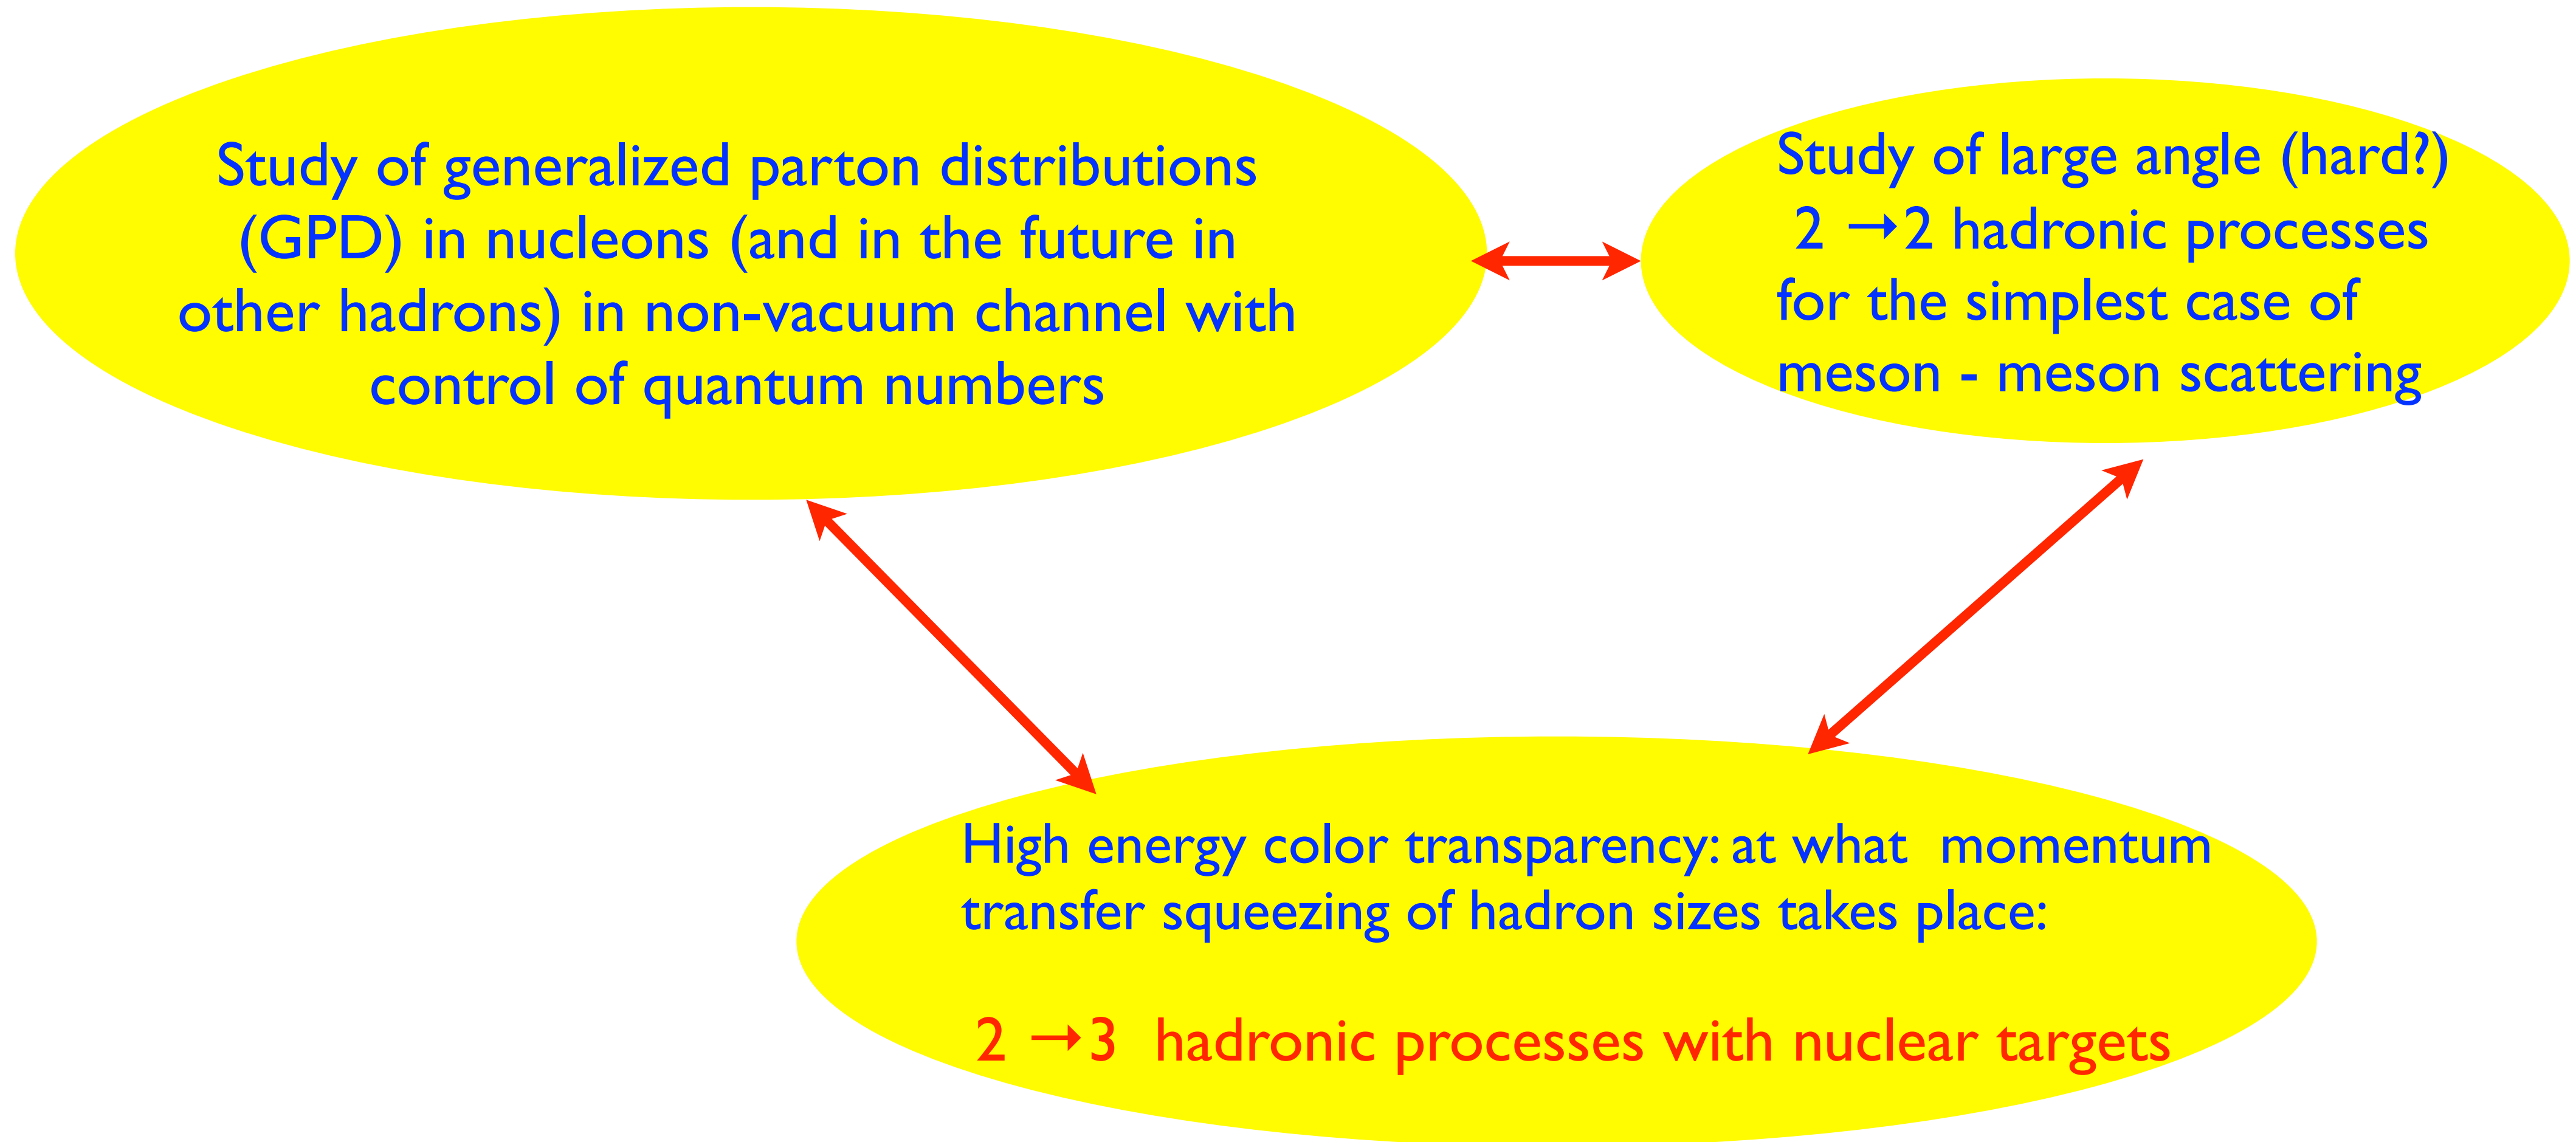 Study of generalized parton distributions
(GPD) in nucleons (and in the future in
other hadrons) in non-vacuum channel with
control of quantum numbers
Study of large angle (hard?)
2 →2 hadronic processes
for the simplest case of
meson - meson scattering
High energy color transparency: at what momentum
transfer squeezing of hadron sizes takes place:
2 →3 hadronic processes with nuclear targets